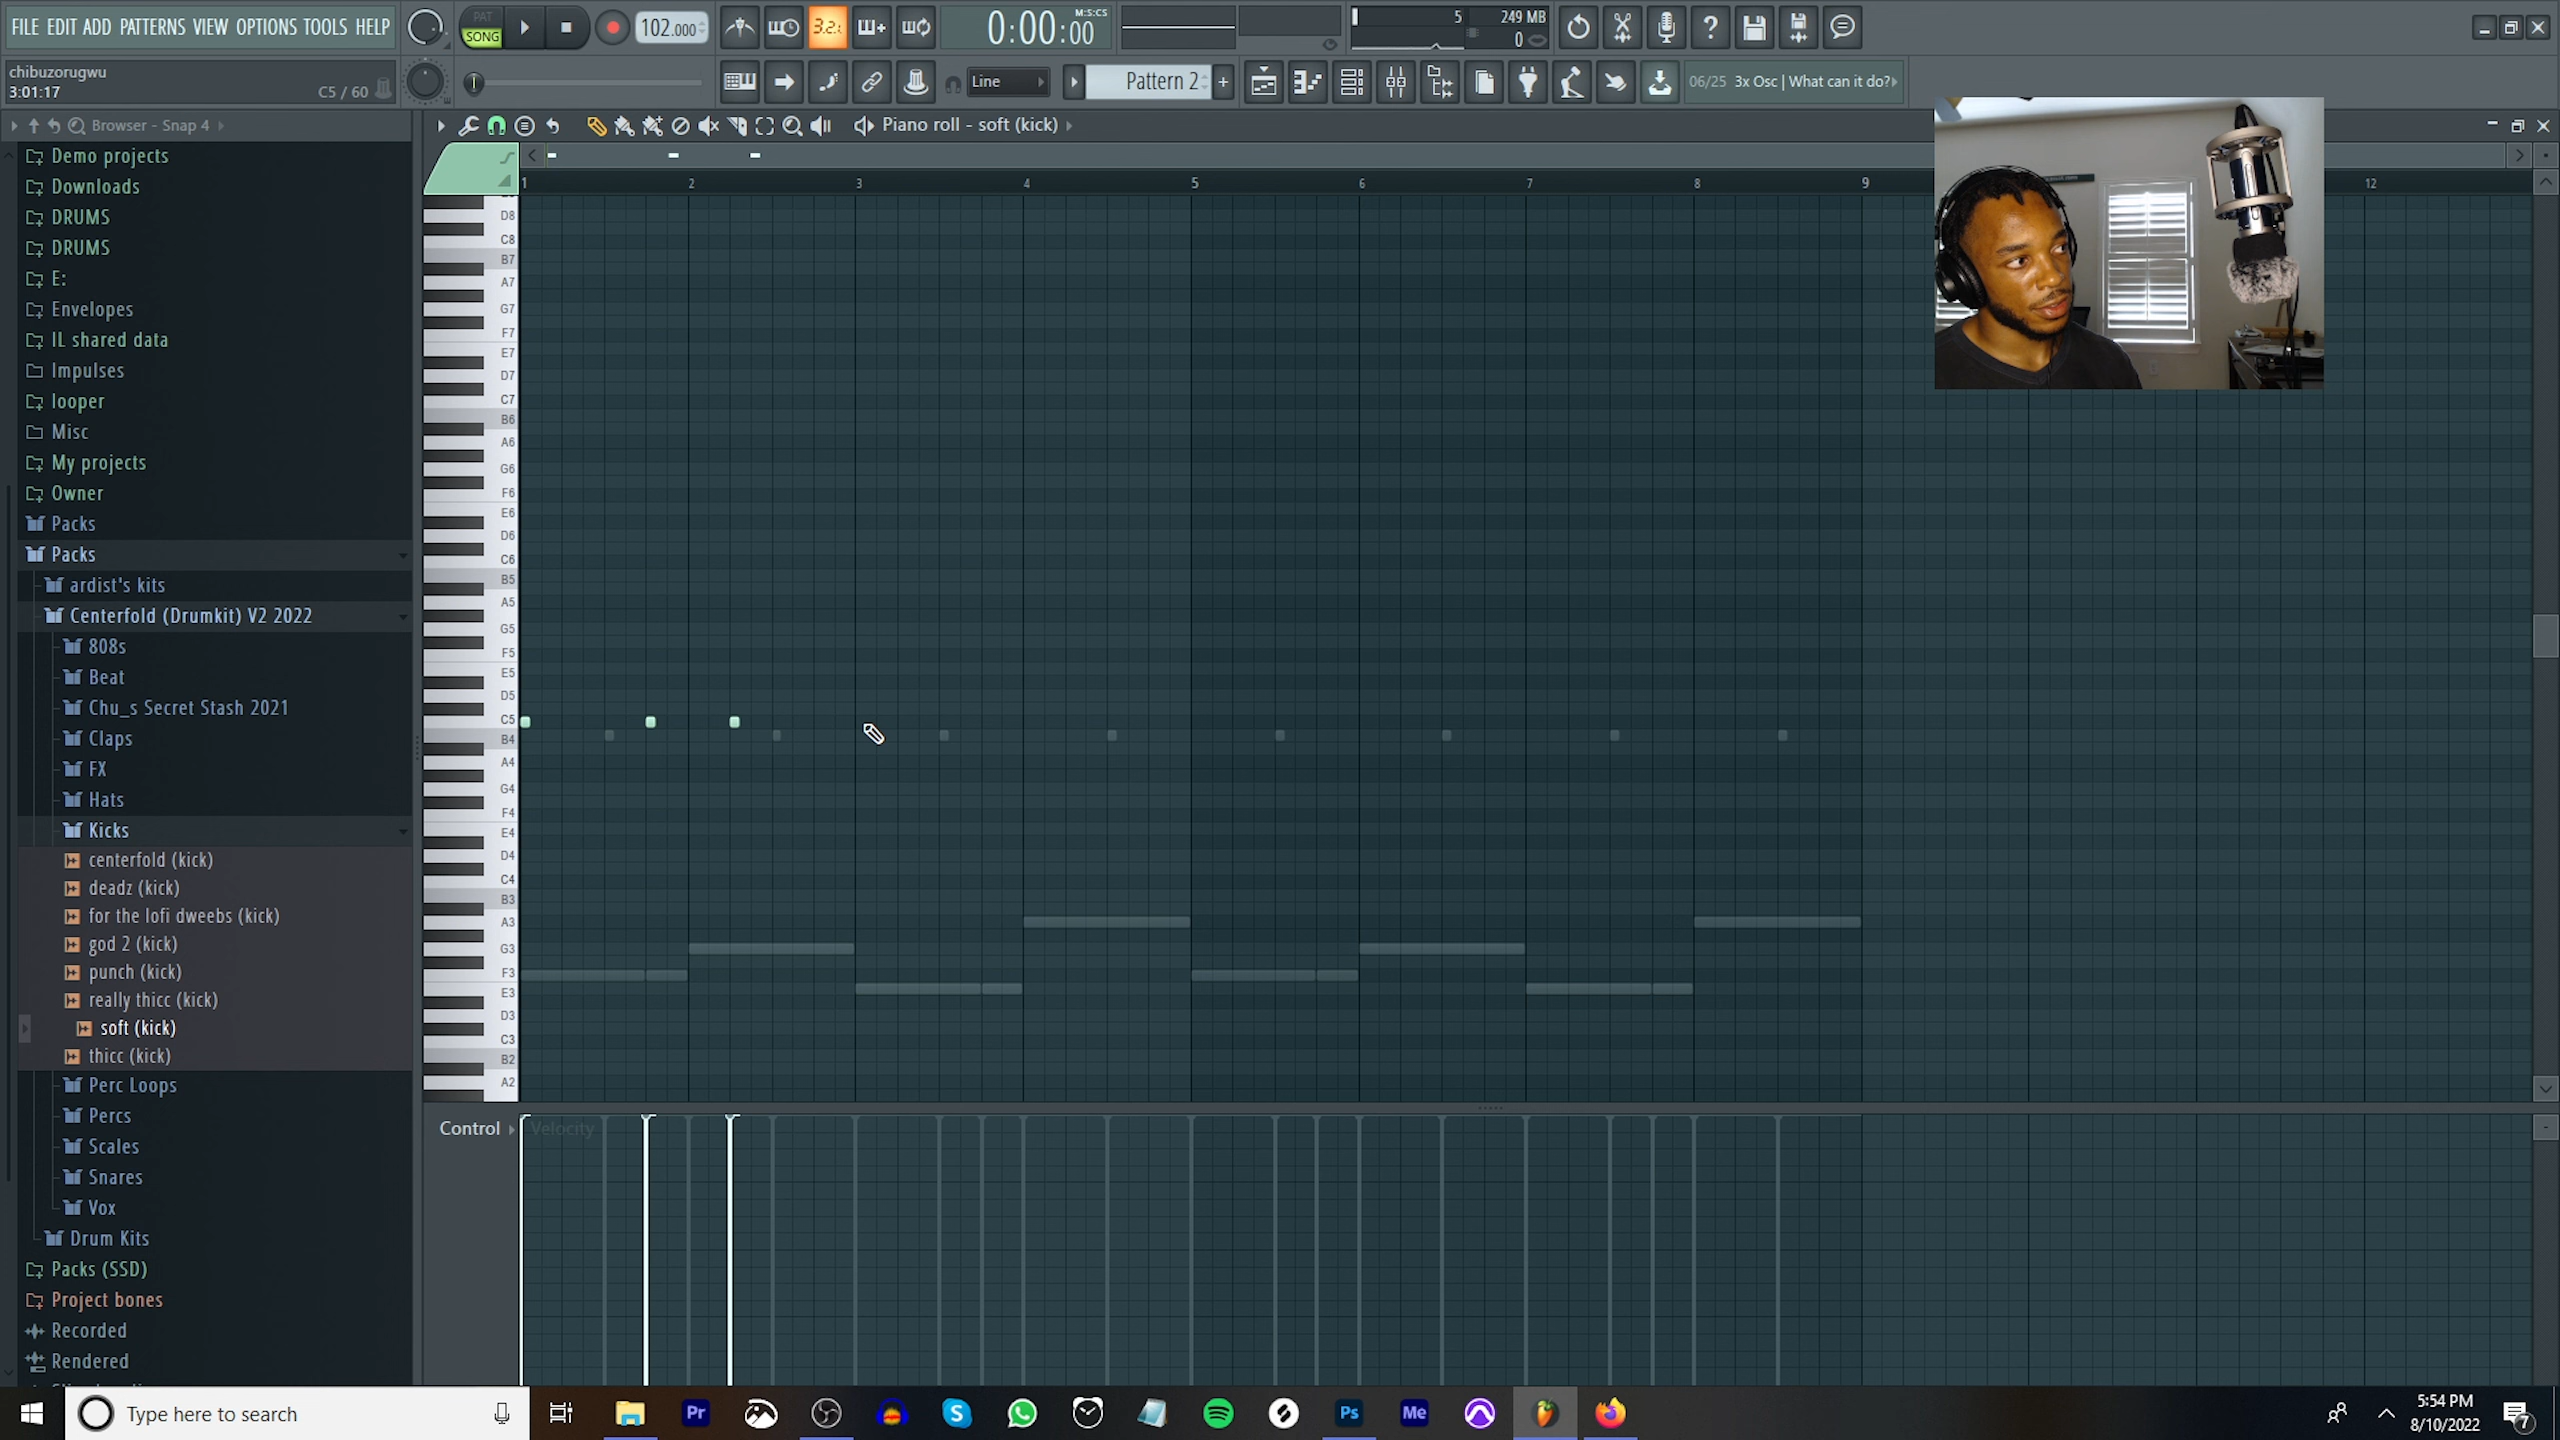 FILE EDIT ADD PATTERNS VIEW OPTIONS TOOLS HELP
PAT
SONG
102.000
3.2.
0:00:00
M:S:CS
5
249 MB
0
chibuzorugwu
3:01:17
C5 / 60
Line
Pattern 2
06/25 3x Osc | What can it do?
Browser - Snap 4
Piano roll - soft (kick)
Demo projects
Downloads
DRUMS
DRUMS
E:
Envelopes
IL shared data
Impulses
looper
Misc
My projects
Owner
Packs
Packs
ardist's kits
Centerfold (Drumkit) V2 2022
808s
Beat
Chu_s Secret Stash 2021
Claps
FX
Hats
Kicks
centerfold (kick)
deadz (kick)
for the lofi dweebs (kick)
god 2 (kick)
punch (kick)
really thicc (kick)
soft (kick)
thicc (kick)
Perc Loops
Percs
Scales
Snares
Vox
Drum Kits
Packs (SSD)
Project bones
Recorded
Rendered
1 2 3 4 5 6 7 8 9 12
D8
C8
B7
A7
G7
F7
E7
D7
C7
B6
A6
G6
F6
E6
D6
C6
B5
A5
G5
F5
E5
D5
C5
B4
A4
G4
F4
E4
D4
C4
B3
A3
G3
F3
E3
D3
C3
B2
A2
Control
Velocity
Type here to search
Pr
Ps
Me
5:54 PM
8/10/2022
7